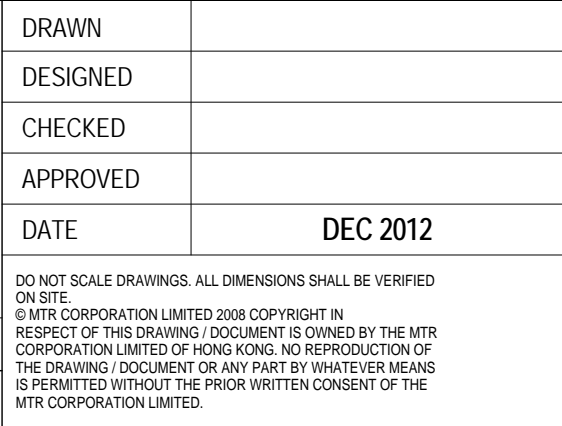 DRAWN
DESIGNED
CHECKED
APPROVED
DATE DEC 2012
DO NOT SCALE DRAWINGS. ALL DIMENSIONS SHALL BE VERIFIED
ON SITE.
© MTR CORPORATION LIMITED 2008 COPYRIGHT IN
RESPECT OF THIS DRAWING / DOCUMENT IS OWNED BY THE MTR
CORPORATION LIMITED OF HONG KONG. NO REPRODUCTION OF
THE DRAWING / DOCUMENT OR ANY PART BY WHATEVER MEANS
IS PERMITTED WITHOUT THE PRIOR WRITTEN CONSENT OF THE
MTR CORPORATION LIMITED.